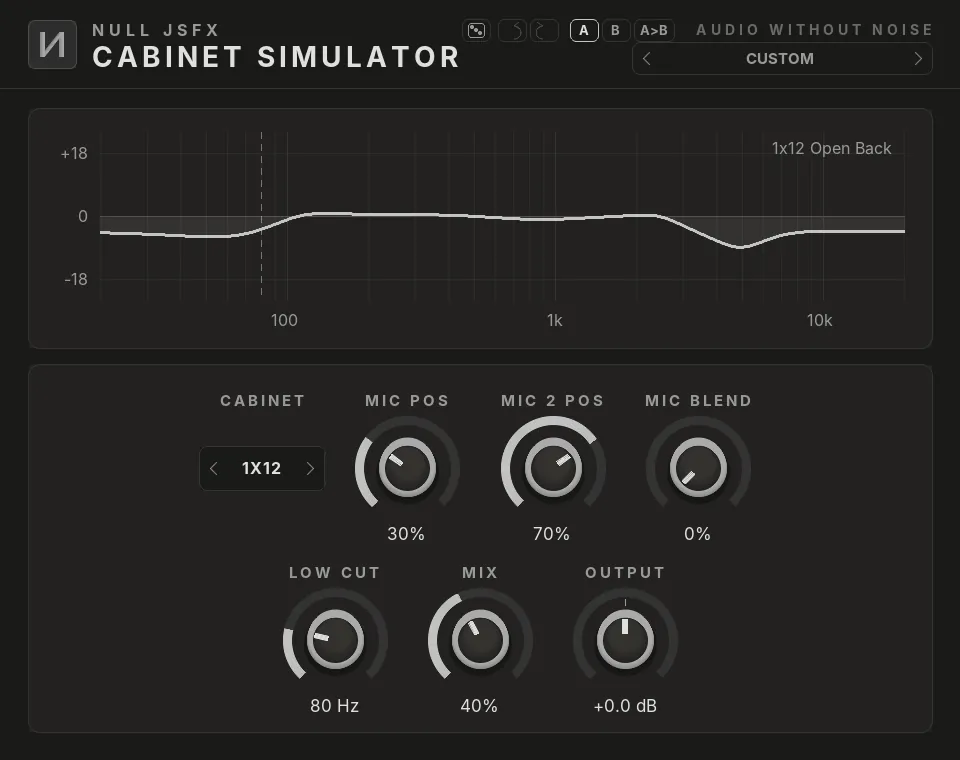 NULL JSFX
CABINET SIMULATOR
A B A>B
AUDIO WITHOUT NOISE
CUSTOM
1x12 Open Back
+18
0
-18
100 1k 10k
CABINET MIC POS MIC 2 POS MIC BLEND
1X12
30% 70% 0%
LOW CUT MIX OUTPUT
80 Hz 40% +0.0 dB